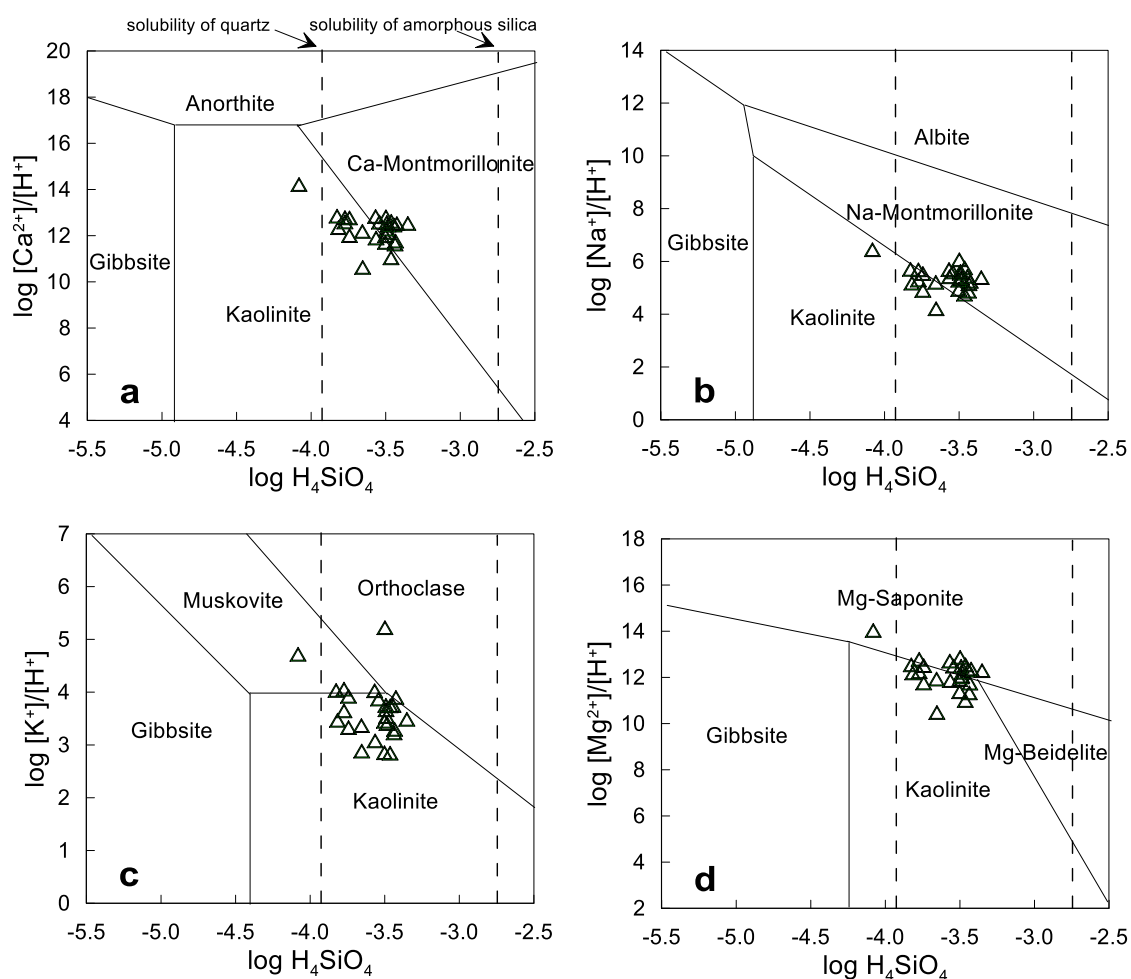 solubility of quartz
solubility of amorphous silica
20
18
16
14
12
10
8
6
4
log [Ca²⁺]/[H⁺]
Anorthite
Ca-Montmorillonite
Gibbsite
Kaolinite
a
-5.5 -5.0 -4.5 -4.0 -3.5 -3.0 -2.5
log H₄SiO₄
14
12
10
8
6
4
2
0
log [Na⁺]/[H⁺]
Albite
Na-Montmorillonite
Gibbsite
Kaolinite
b
-5.5 -5.0 -4.5 -4.0 -3.5 -3.0 -2.5
log H₄SiO₄
7
6
5
4
3
2
1
0
log [K⁺]/[H⁺]
Orthoclase
Muskovite
Gibbsite
Kaolinite
c
-5.5 -5.0 -4.5 -4.0 -3.5 -3.0 -2.5
log H₄SiO₄
18
16
14
12
10
8
6
4
2
log [Mg²⁺]/[H⁺]
Mg-Saponite
Gibbsite
Mg-Beidelite
Kaolinite
d
-5.5 -5.0 -4.5 -4.0 -3.5 -3.0 -2.5
log H₄SiO₄